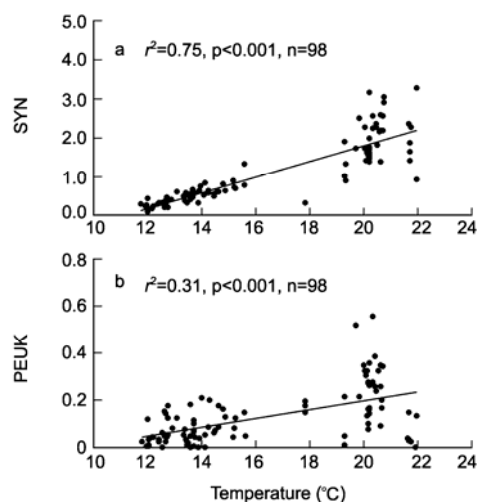 5.0
a r²=0.75, p<0.001, n=98
4.0
3.0
SYN
2.0
1.0
0.0
10 12 14 16 18 20 22 24
0.8
b r²=0.31, p<0.001, n=98
0.6
PEUK
0.4
0.2
0
10 12 14 16 18 20 22 24
Temperature (°C)